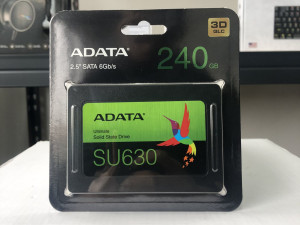 3D
QLC
ADATA
2.5" SATA 6Gb/s
240 GB
ADATA
Ultimate
Solid State Drive
SU630